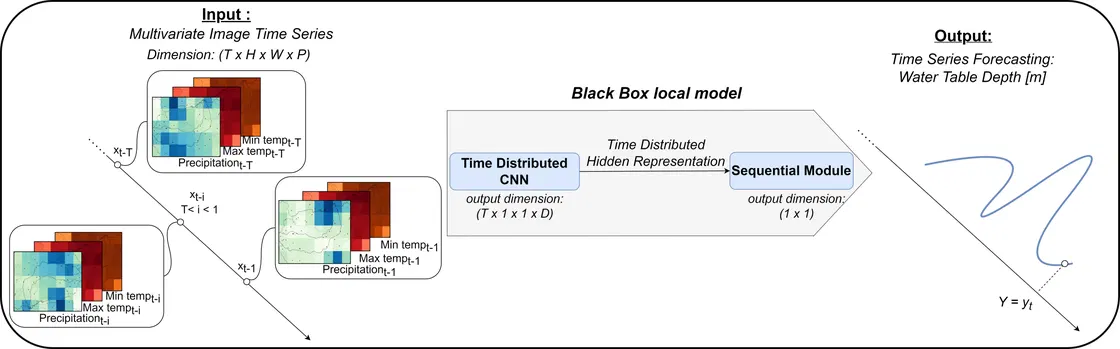 Input :
Multivariate Image Time Series
Dimension: (T x H x W x P)
Min temp_t-T
Max temp_t-T
Precipitation_t-T
x_t-T
x_t-i
T< i < 1
Min temp_t-i
Max temp_t-i
Precipitation_t-i
x_t-1
Min temp_t-1
Max temp_t-1
Precipitation_t-1
Black Box local model
Time Distributed
CNN
output dimension:
(T x 1 x 1 x D)
Time Distributed
Hidden Representation
Sequential Module
output dimension:
(1 x 1)
Output:
Time Series Forecasting:
Water Table Depth [m]
Y = y_t